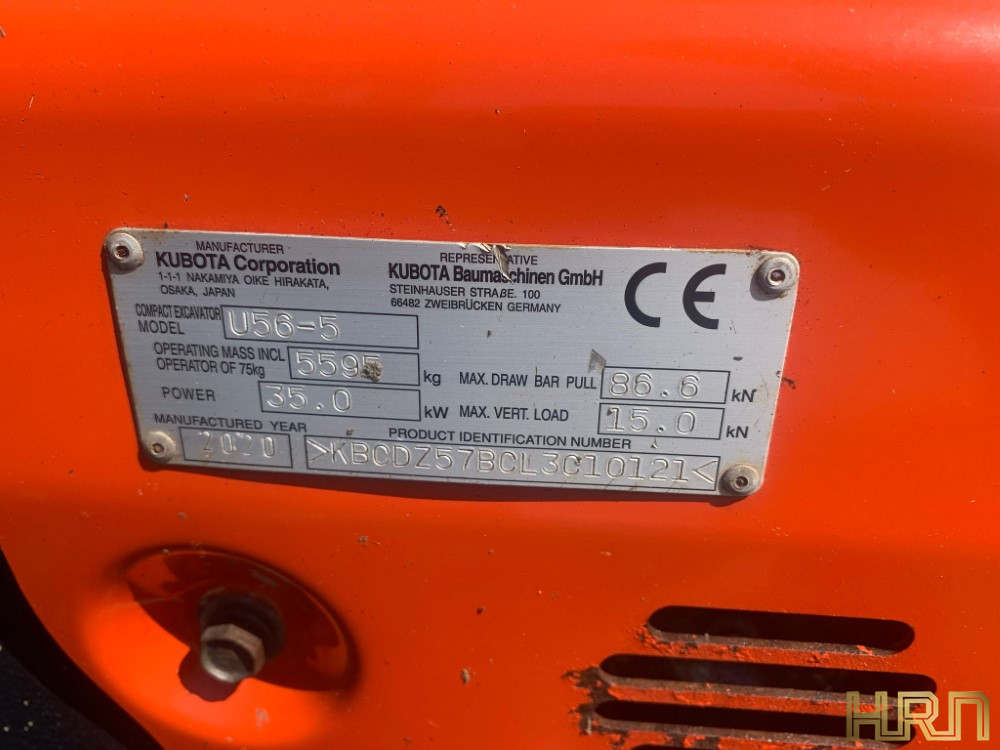 MANUFACTURER
KUBOTA Corporation
1-1-1 NAKAMIYA OIKE HIRAKATA,
OSAKA, JAPAN
REPRESENTATIVE
KUBOTA Baumaschinen GmbH
STEINHAUSER STRAßE. 100
66482 ZWEIBRÜCKEN GERMANY
CE
COMPACT EXCAVATOR
MODEL U56-5
OPERATING MASS INCL
OPERATOR OF 75kg 5595 kg
MAX. DRAW BAR PULL 86.6 kN
POWER 35.0 kW
MAX. VERT. LOAD 15.0 kN
MANUFACTURED YEAR
2020
PRODUCT IDENTIFICATION NUMBER
>KBCDZ57BCL3C10121<
HRN